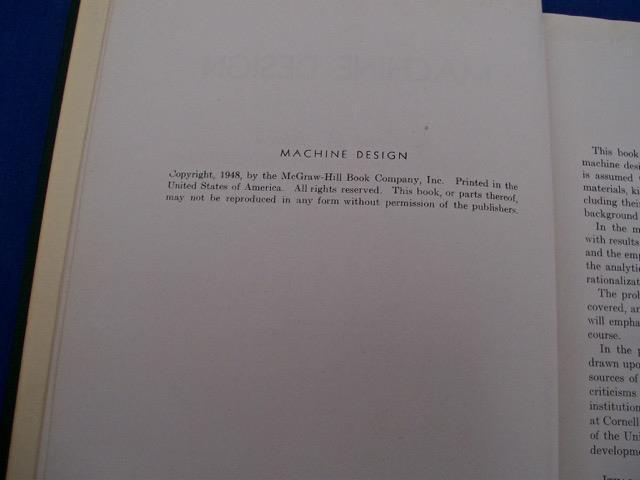 MACHINE DESIGN
Copyright, 1948, by the McGraw-Hill Book Company, Inc. Printed in the
United States of America. All rights reserved. This book, or parts thereof,
may not be reproduced in any form without permission of the publishers.
This book
machine desi
is assumed
materials, ki
cluding their
background
In the m
with results
and the emp
the analytic
rationalizat
The prob
covered, an
will empha
course.
In the p
drawn upo
sources of
criticisms
institution
at Cornell
of the Uni
developme